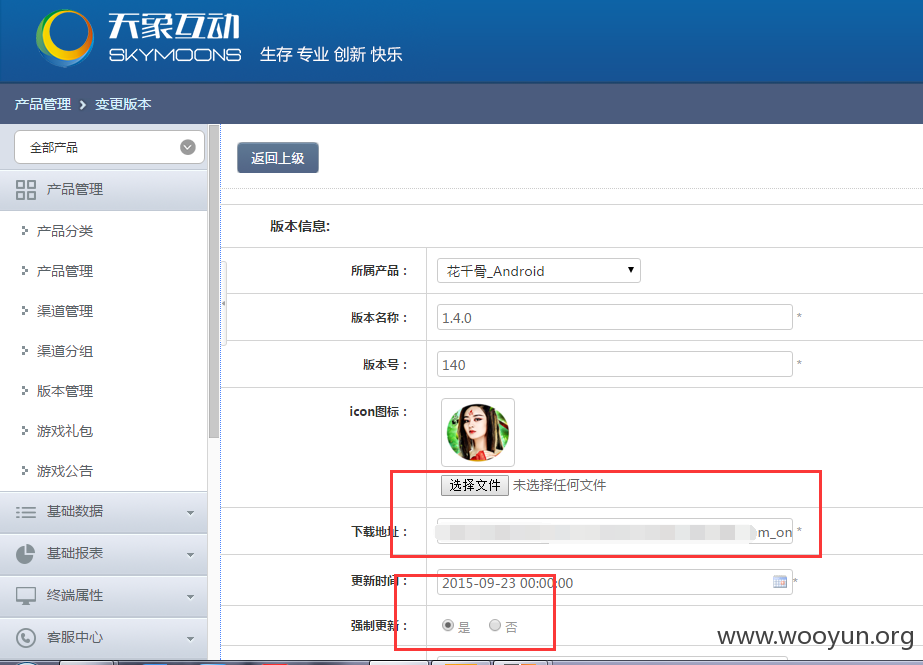 天象互动
SKYMOONS 生存 专业 创新 快乐
产品管理 > 变更版本
全部产品
产品管理
产品分类
产品管理
渠道管理
渠道分组
版本管理
游戏礼包
游戏公告
基础数据
基础报表
终端属性
客服中心
返回上级
版本信息:
所属产品： 花千骨_Android
版本名称： 1.4.0 *
版本号： 140 *
icon图标：
选择文件 未选择任何文件
下载地址： m_on *
更新时间： 2015-09-23 00:00:00 *
强制更新： 是 否
www.wooyun.org